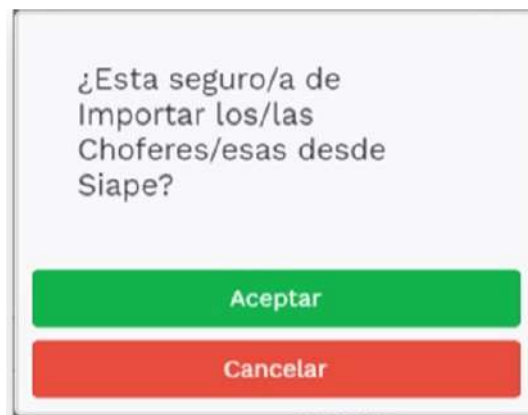 ¿Esta seguro/a de
Importar los/las
Choferes/esas desde
Siape?
Aceptar
Cancelar